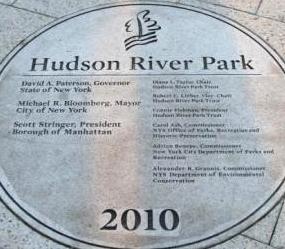 Hudson River Park
David A. Paterson, Governor
State of New York
Michael R. Bloomberg, Mayor
City of New York
Scott Stringer, President
Borough of Manhattan
Diana L. Taylor, Chair
Hudson River Park Trust
Robert C. Lieber, Vice-Chair
Hudson River Park Trust
Connie Fishman, President
Hudson River Park Trust
Carol Ash, Commissioner
NYS Office of Parks, Recreation and
Historic Preservation
Adrian Benepe, Commissioner
New York City Department of Parks and
Recreation
Alexander B. Grannis, Commissioner
NYS Department of Environmental
Conservation
2010